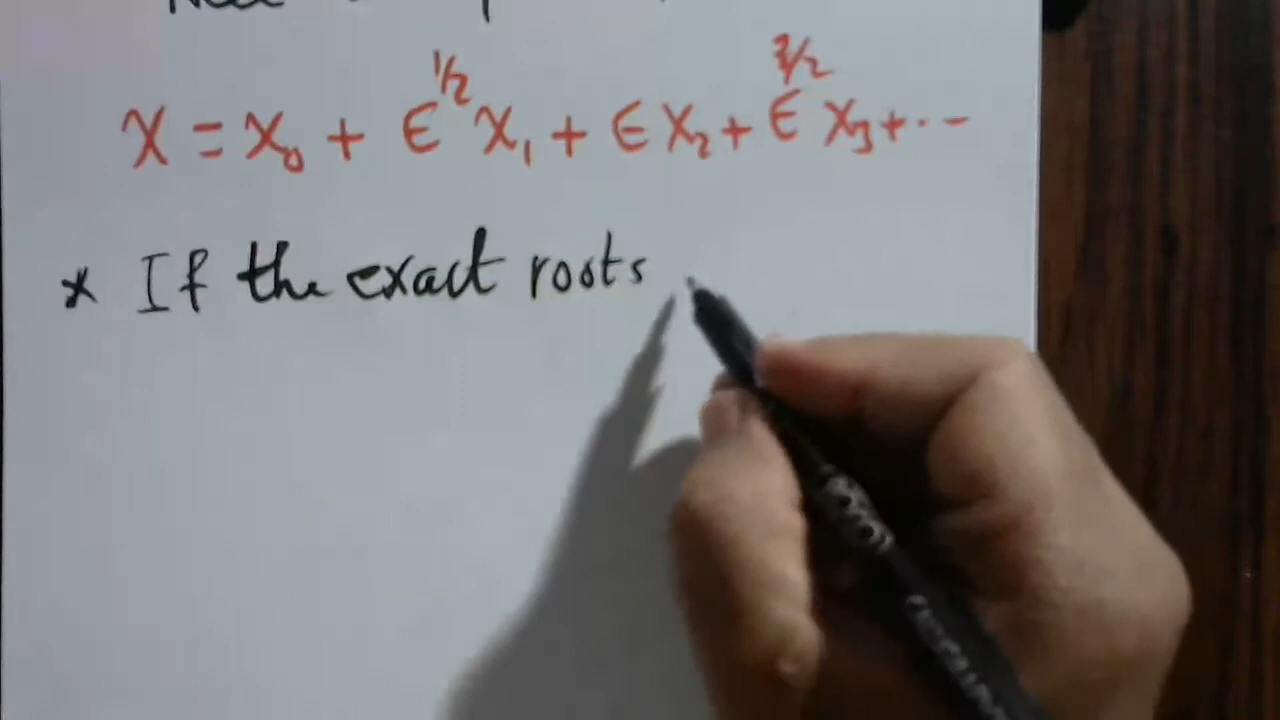 X = X₀ + ϵ^1/2 X₁ + ϵ X₂ + ϵ^3/2 X₃ + ...
* If the exact roots